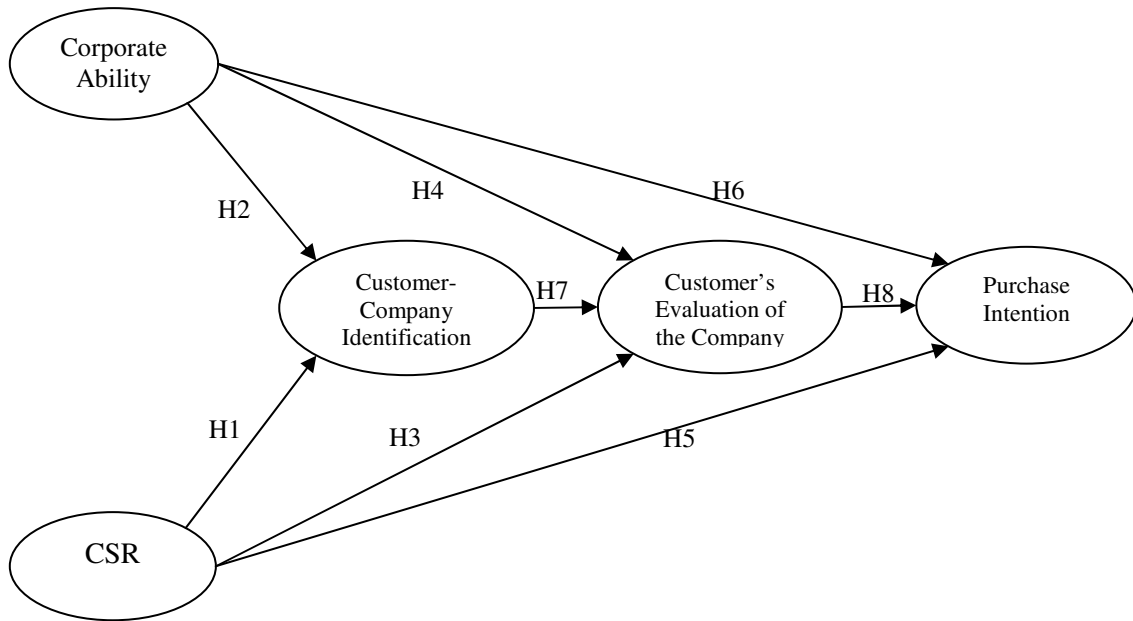 Corporate
Ability
H6
H4
H2
Customer-
Company
Identification
H7
Customer’s
Evaluation of
the Company
H8
Purchase
Intention
H1
H3
H5
CSR